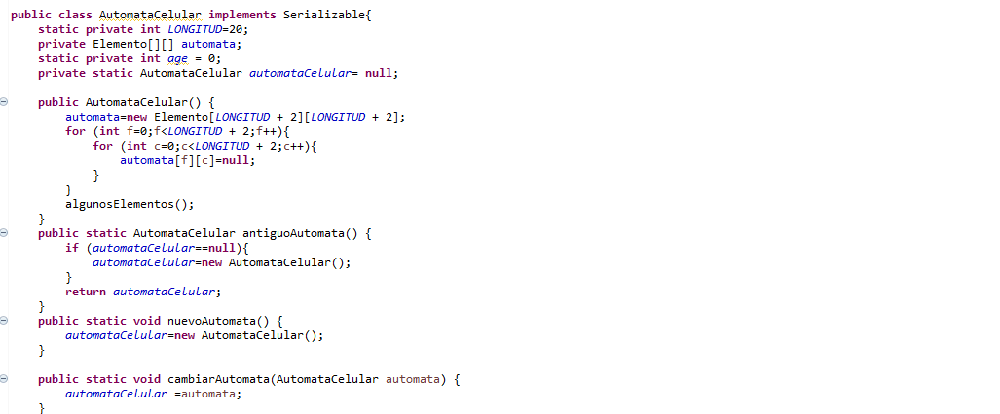 public class AutomataCelular implements Serializable{
    static private int LONGITUD=20;
    private Elemento[][] automata;
    static private int age = 0;
    private static AutomataCelular automataCelular= null;

    public AutomataCelular() {
        automata=new Elemento[LONGITUD + 2][LONGITUD + 2];
        for (int f=0;f<LONGITUD + 2;f++){
            for (int c=0;c<LONGITUD + 2;c++){
                automata[f][c]=null;
            }
        }
        algunosElementos();
    }
    public static AutomataCelular antiguoAutomata() {
        if (automataCelular==null){
            automataCelular=new AutomataCelular();
        }
        return automataCelular;
    }
    public static void nuevoAutomata() {
        automataCelular=new AutomataCelular();
    }

    public static void cambiarAutomata(AutomataCelular automata) {
        automataCelular =automata;
    }